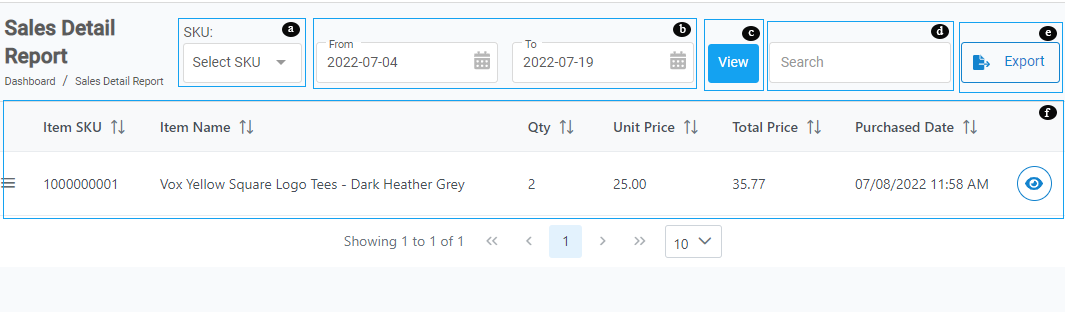 Sales Detail
Report
Dashboard / Sales Detail Report
SKU:
a
Select SKU
b
From
2022-07-04
To
2022-07-19
c
View
d
Search
e
Export
f
Item SKU Item Name Qty Unit Price Total Price Purchased Date
1000000001 Vox Yellow Square Logo Tees - Dark Heather Grey 2 25.00 35.77 07/08/2022 11:58 AM
Showing 1 to 1 of 1 << < 1 > >> 10